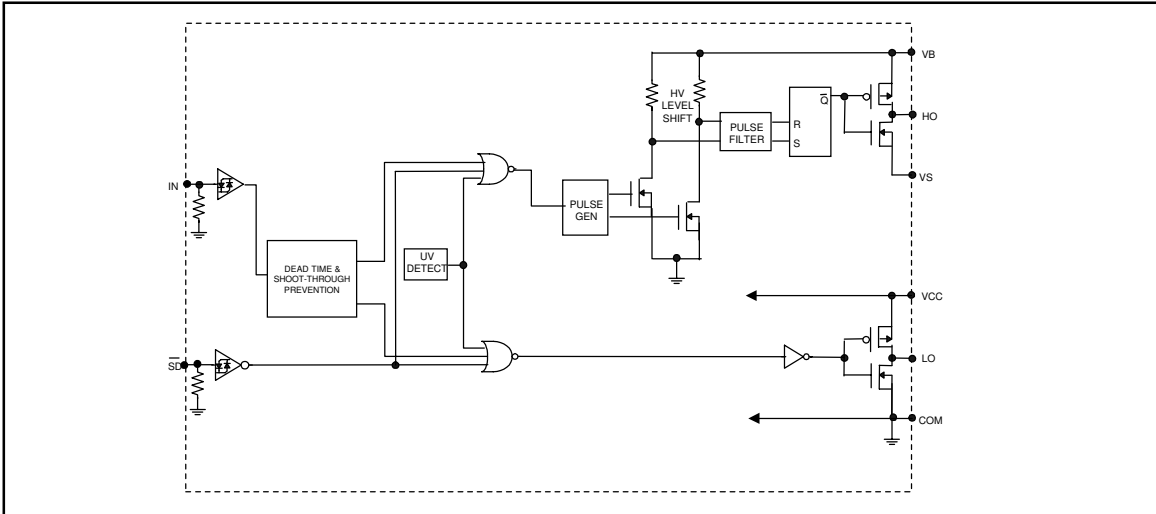 VB
HV
LEVEL
SHIFT
Q
HO
PULSE
FILTER
R
S
VS
IN
PULSE
GEN
UV
DETECT
DEAD TIME &
SHOOT-THROUGH
PREVENTION
VCC
SD
LO
COM